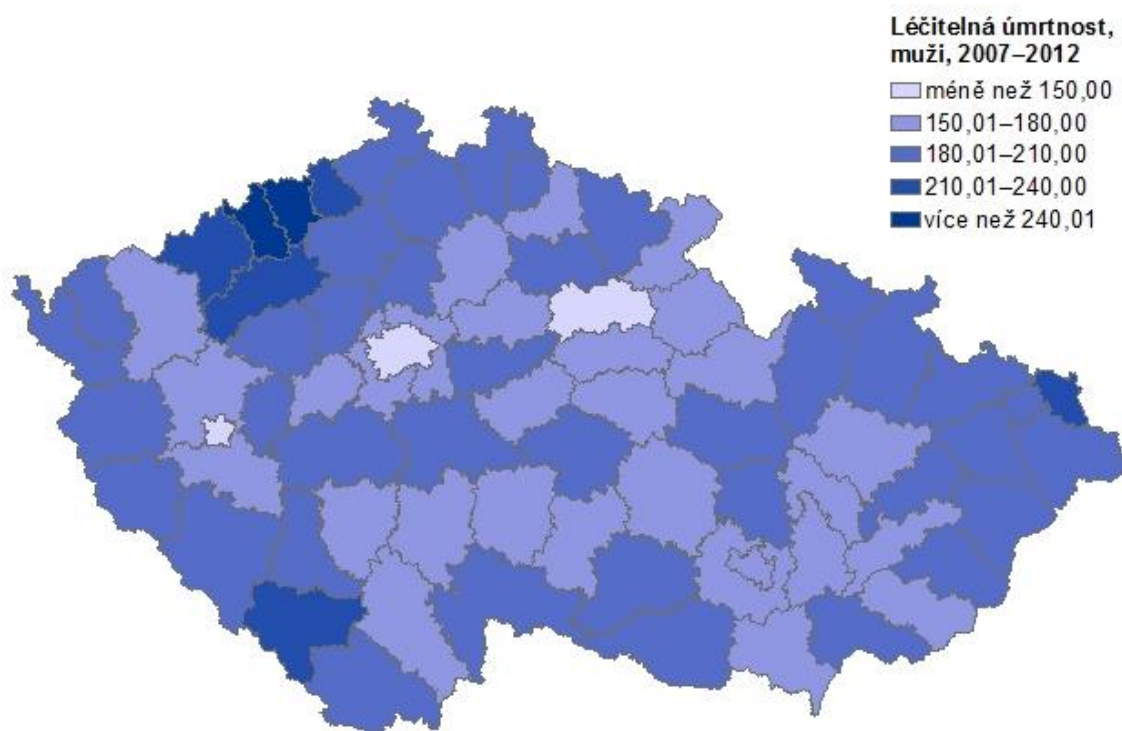 Léčitelná úmrtnost,
muži, 2007–2012
méně než 150,00
150,01–180,00
180,01–210,00
210,01–240,00
více než 240,01